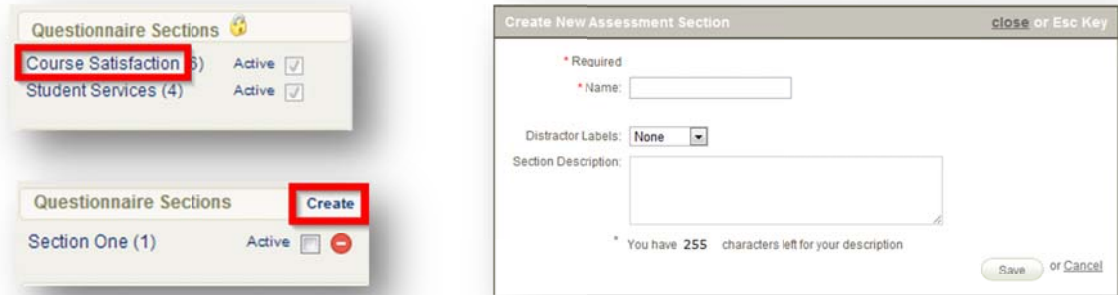 Questionnaire Sections
Course Satisfaction (6) Active
Student Services (4) Active
Questionnaire Sections Create
Section One (1) Active
Create New Assessment Section close or Esc Key
* Required
* Name:
Distractor Labels: None
Section Description:
* You have 255 characters left for your description
Save or Cancel